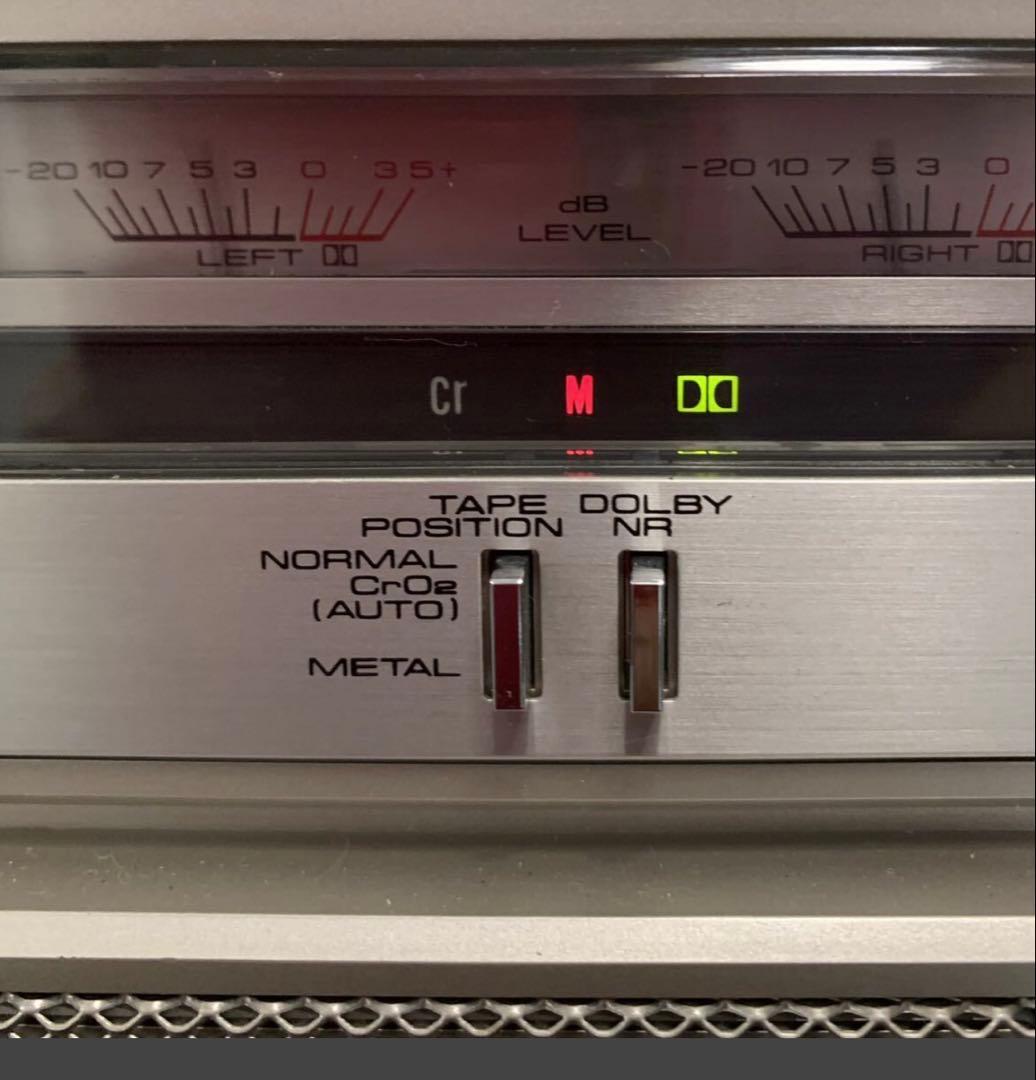 -20 10 7 5 3 0 3 5+
LEFT
dB
LEVEL
-20 10 7 5 3 0
RIGHT
Cr M
TAPE
POSITION
DOLBY
NR
NORMAL
CrO2
(AUTO)
METAL